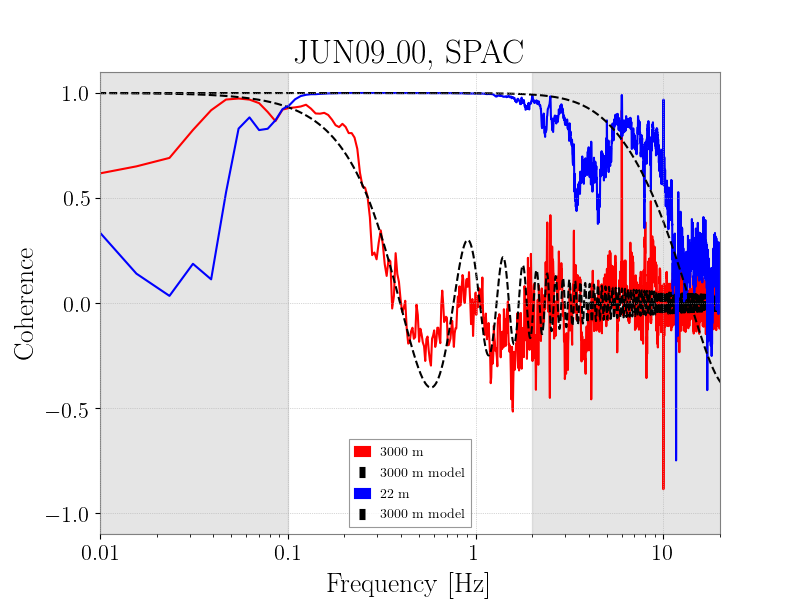 JUN09_00, SPAC
1.0
0.5
0.0
−0.5
−1.0
Coherence
3000 m
3000 m model
22 m
3000 m model
0.01
0.1
1
10
Frequency [Hz]